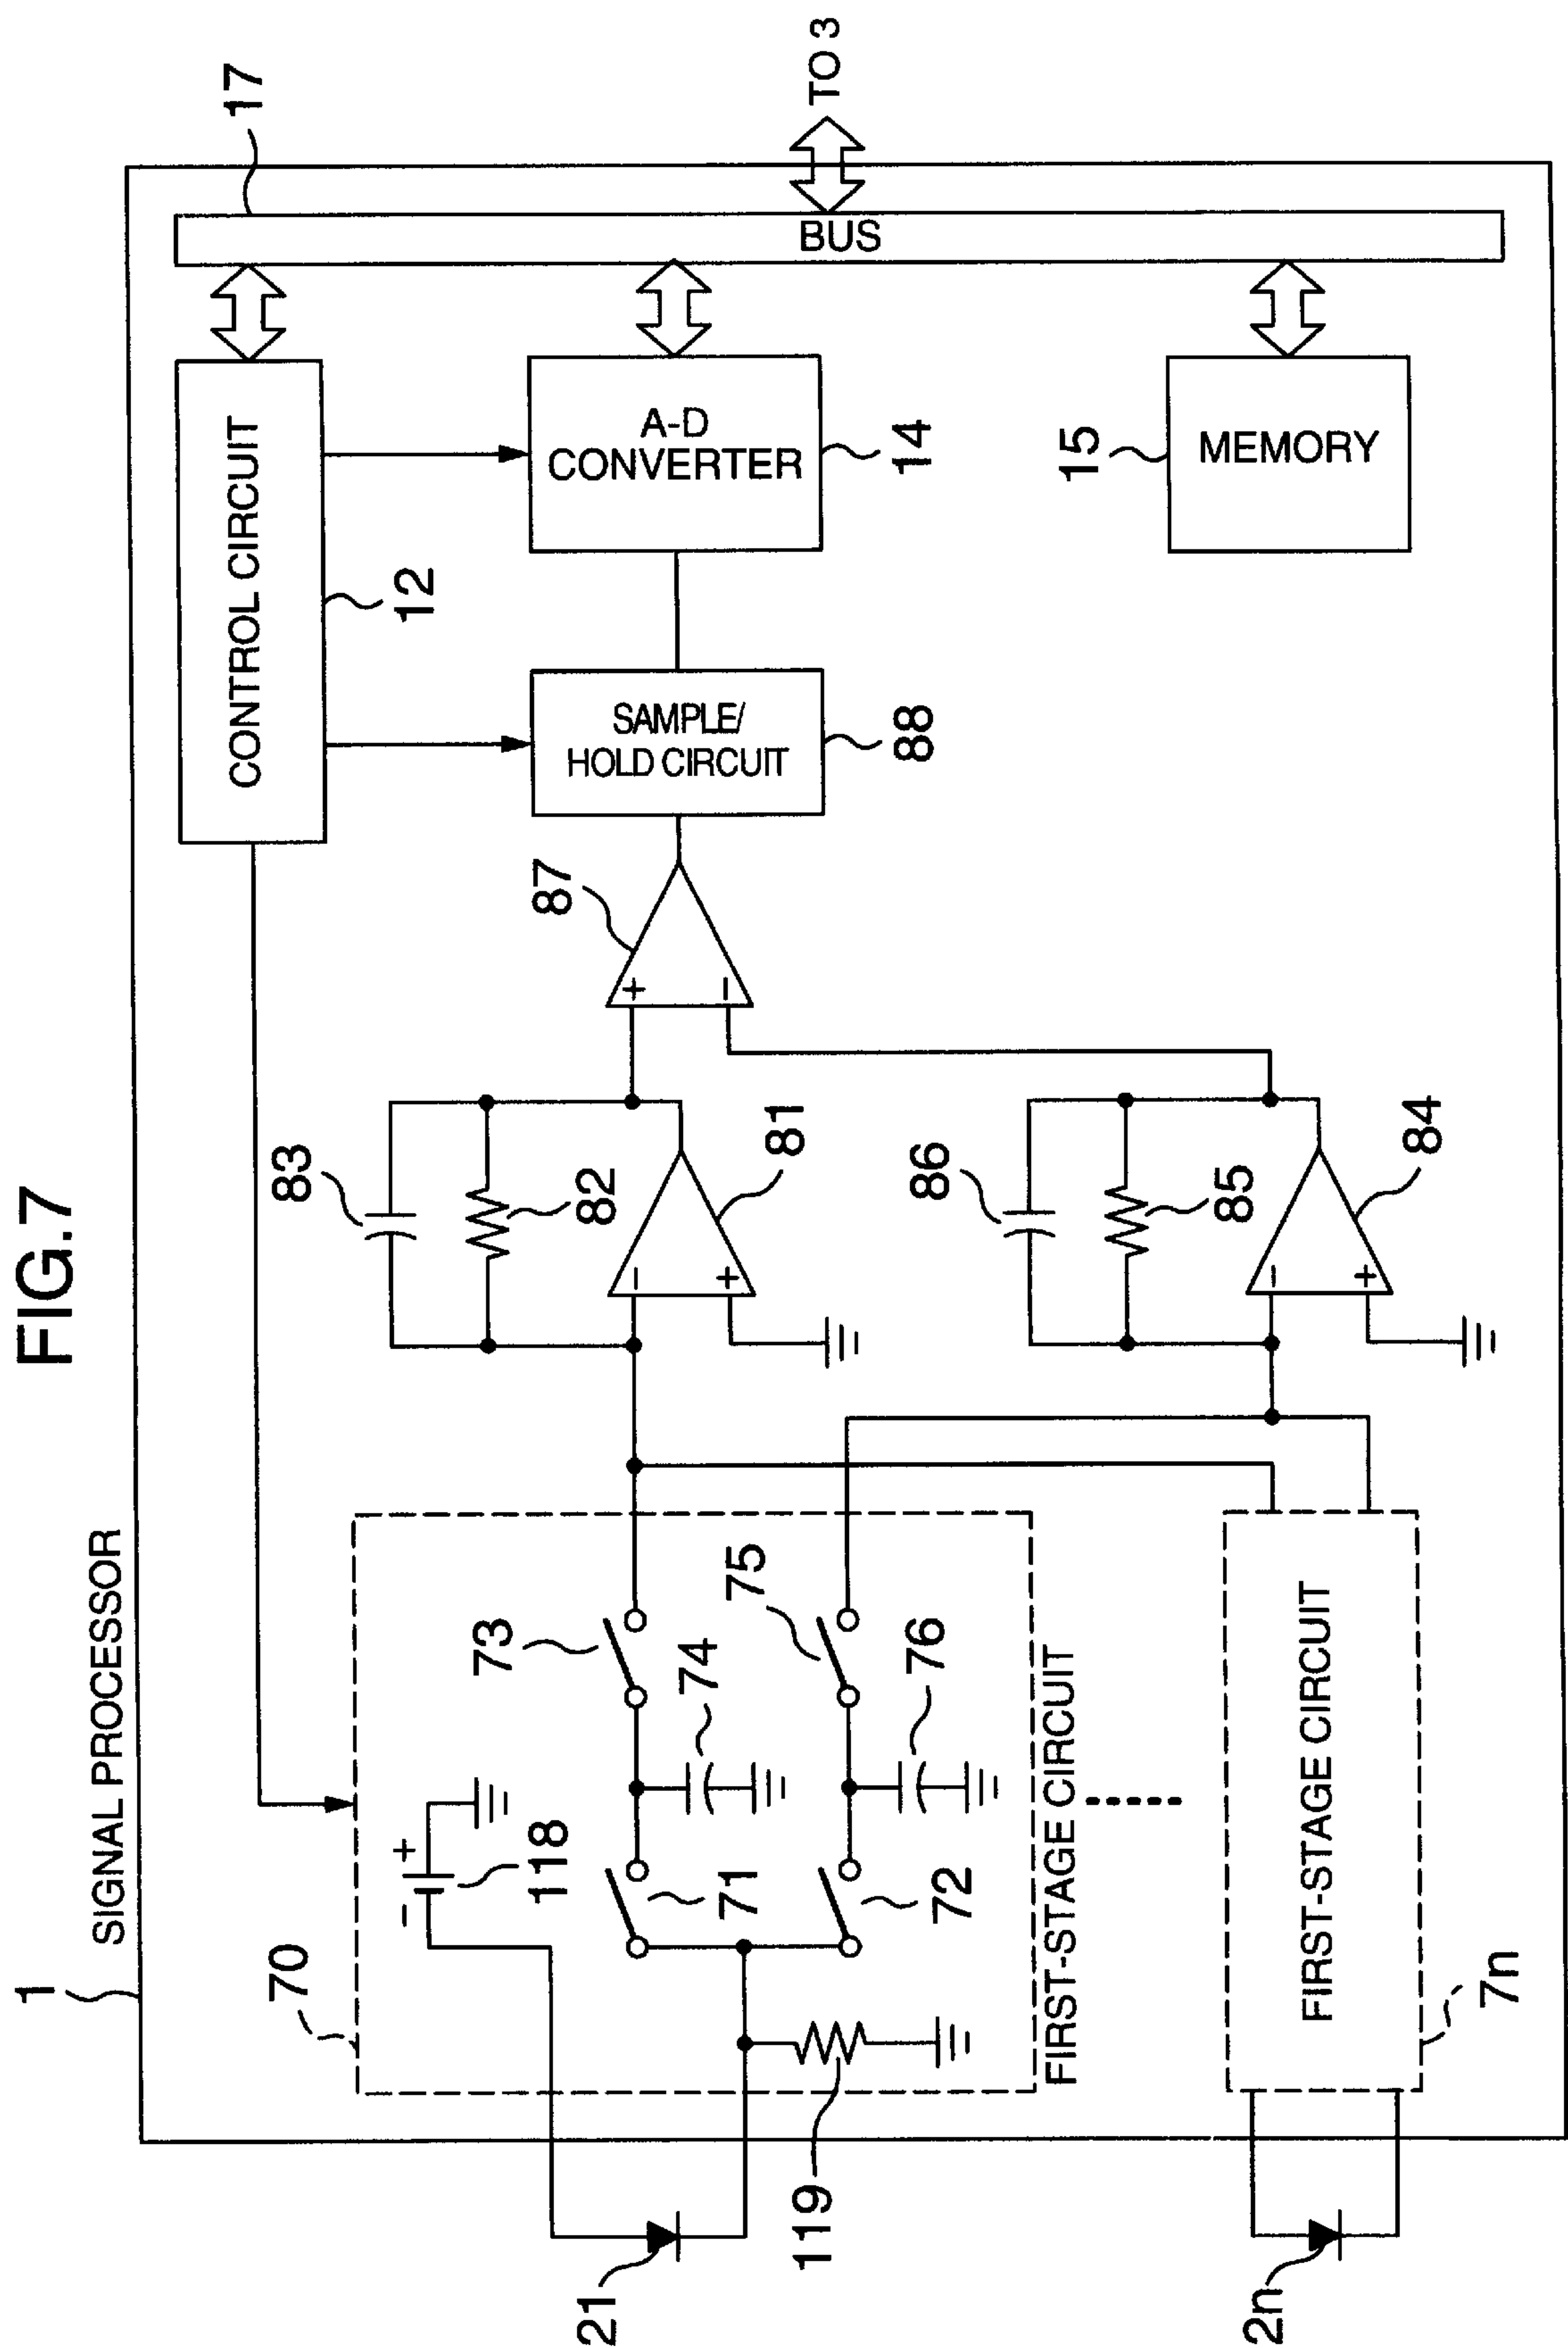 FIG.7
1
SIGNAL PROCESSOR
70
118
− +
71
73
74
72
75
76
119
21
FIRST-STAGE CIRCUIT
FIRST-STAGE CIRCUIT
7n
2n
83
82
− +
81
86
85
− +
84
87
+ −
CONTROL CIRCUIT
12
SAMPLE/
HOLD CIRCUIT
88
A-D
CONVERTER
14
15
MEMORY
17
BUS
TO 3